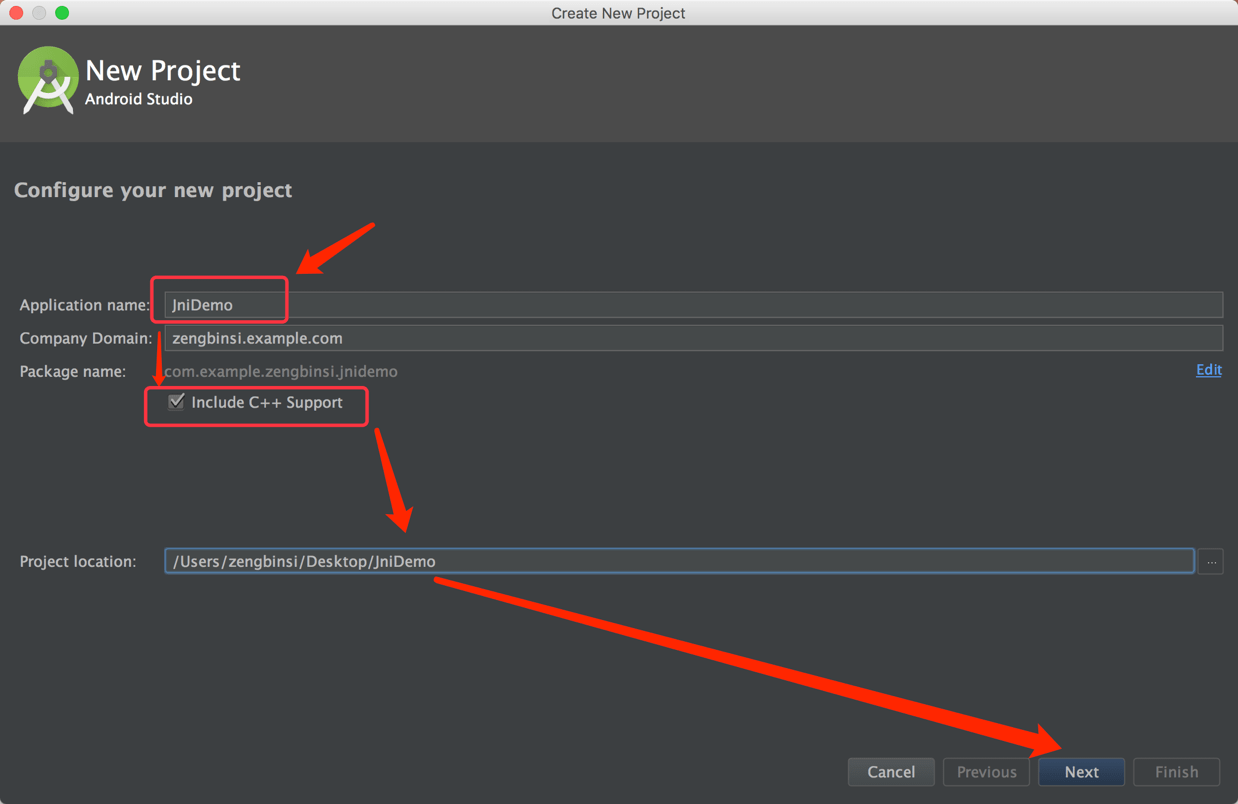 Create New Project
New Project
Android Studio
Configure your new project
Application name: JniDemo
Company Domain: zengbinsi.example.com
Package name: com.example.zengbinsi.jnidemo Edit
Include C++ Support
Project location: /Users/zengbinsi/Desktop/JniDemo ...
Cancel Previous Next Finish